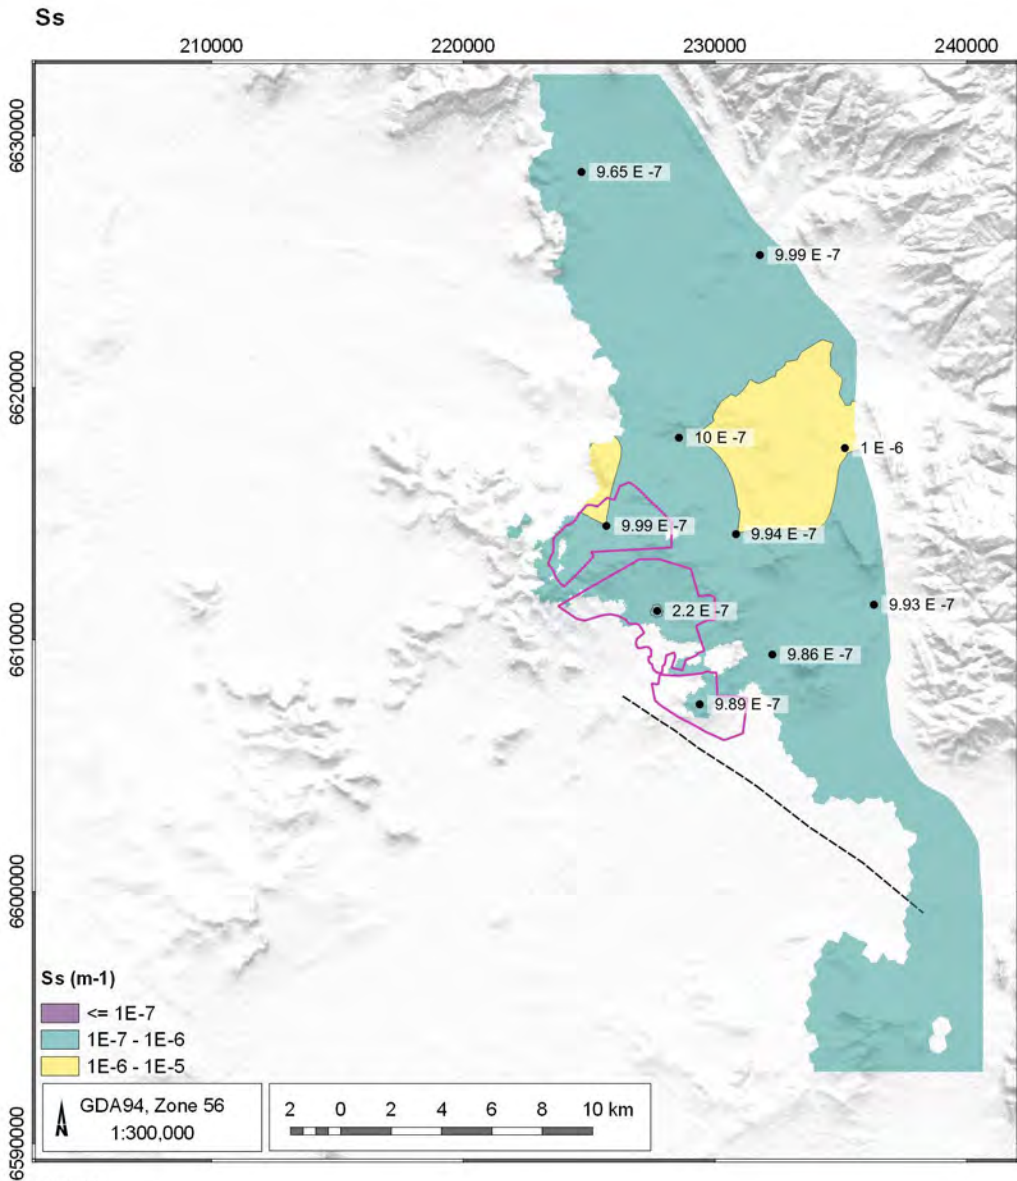 Ss
210000 220000 230000 240000
6630000
6620000
6610000
6600000
6590000
9.65 E -7
9.99 E -7
10 E -7
1 E -6
9.99 E -7
9.94 E -7
2.2 E -7
9.93 E -7
9.86 E -7
9.89 E -7
Ss (m-1)
<= 1E-7
1E-7 - 1E-6
1E-6 - 1E-5
N
GDA94, Zone 56
1:300,000
2 0 2 4 6 8 10 km